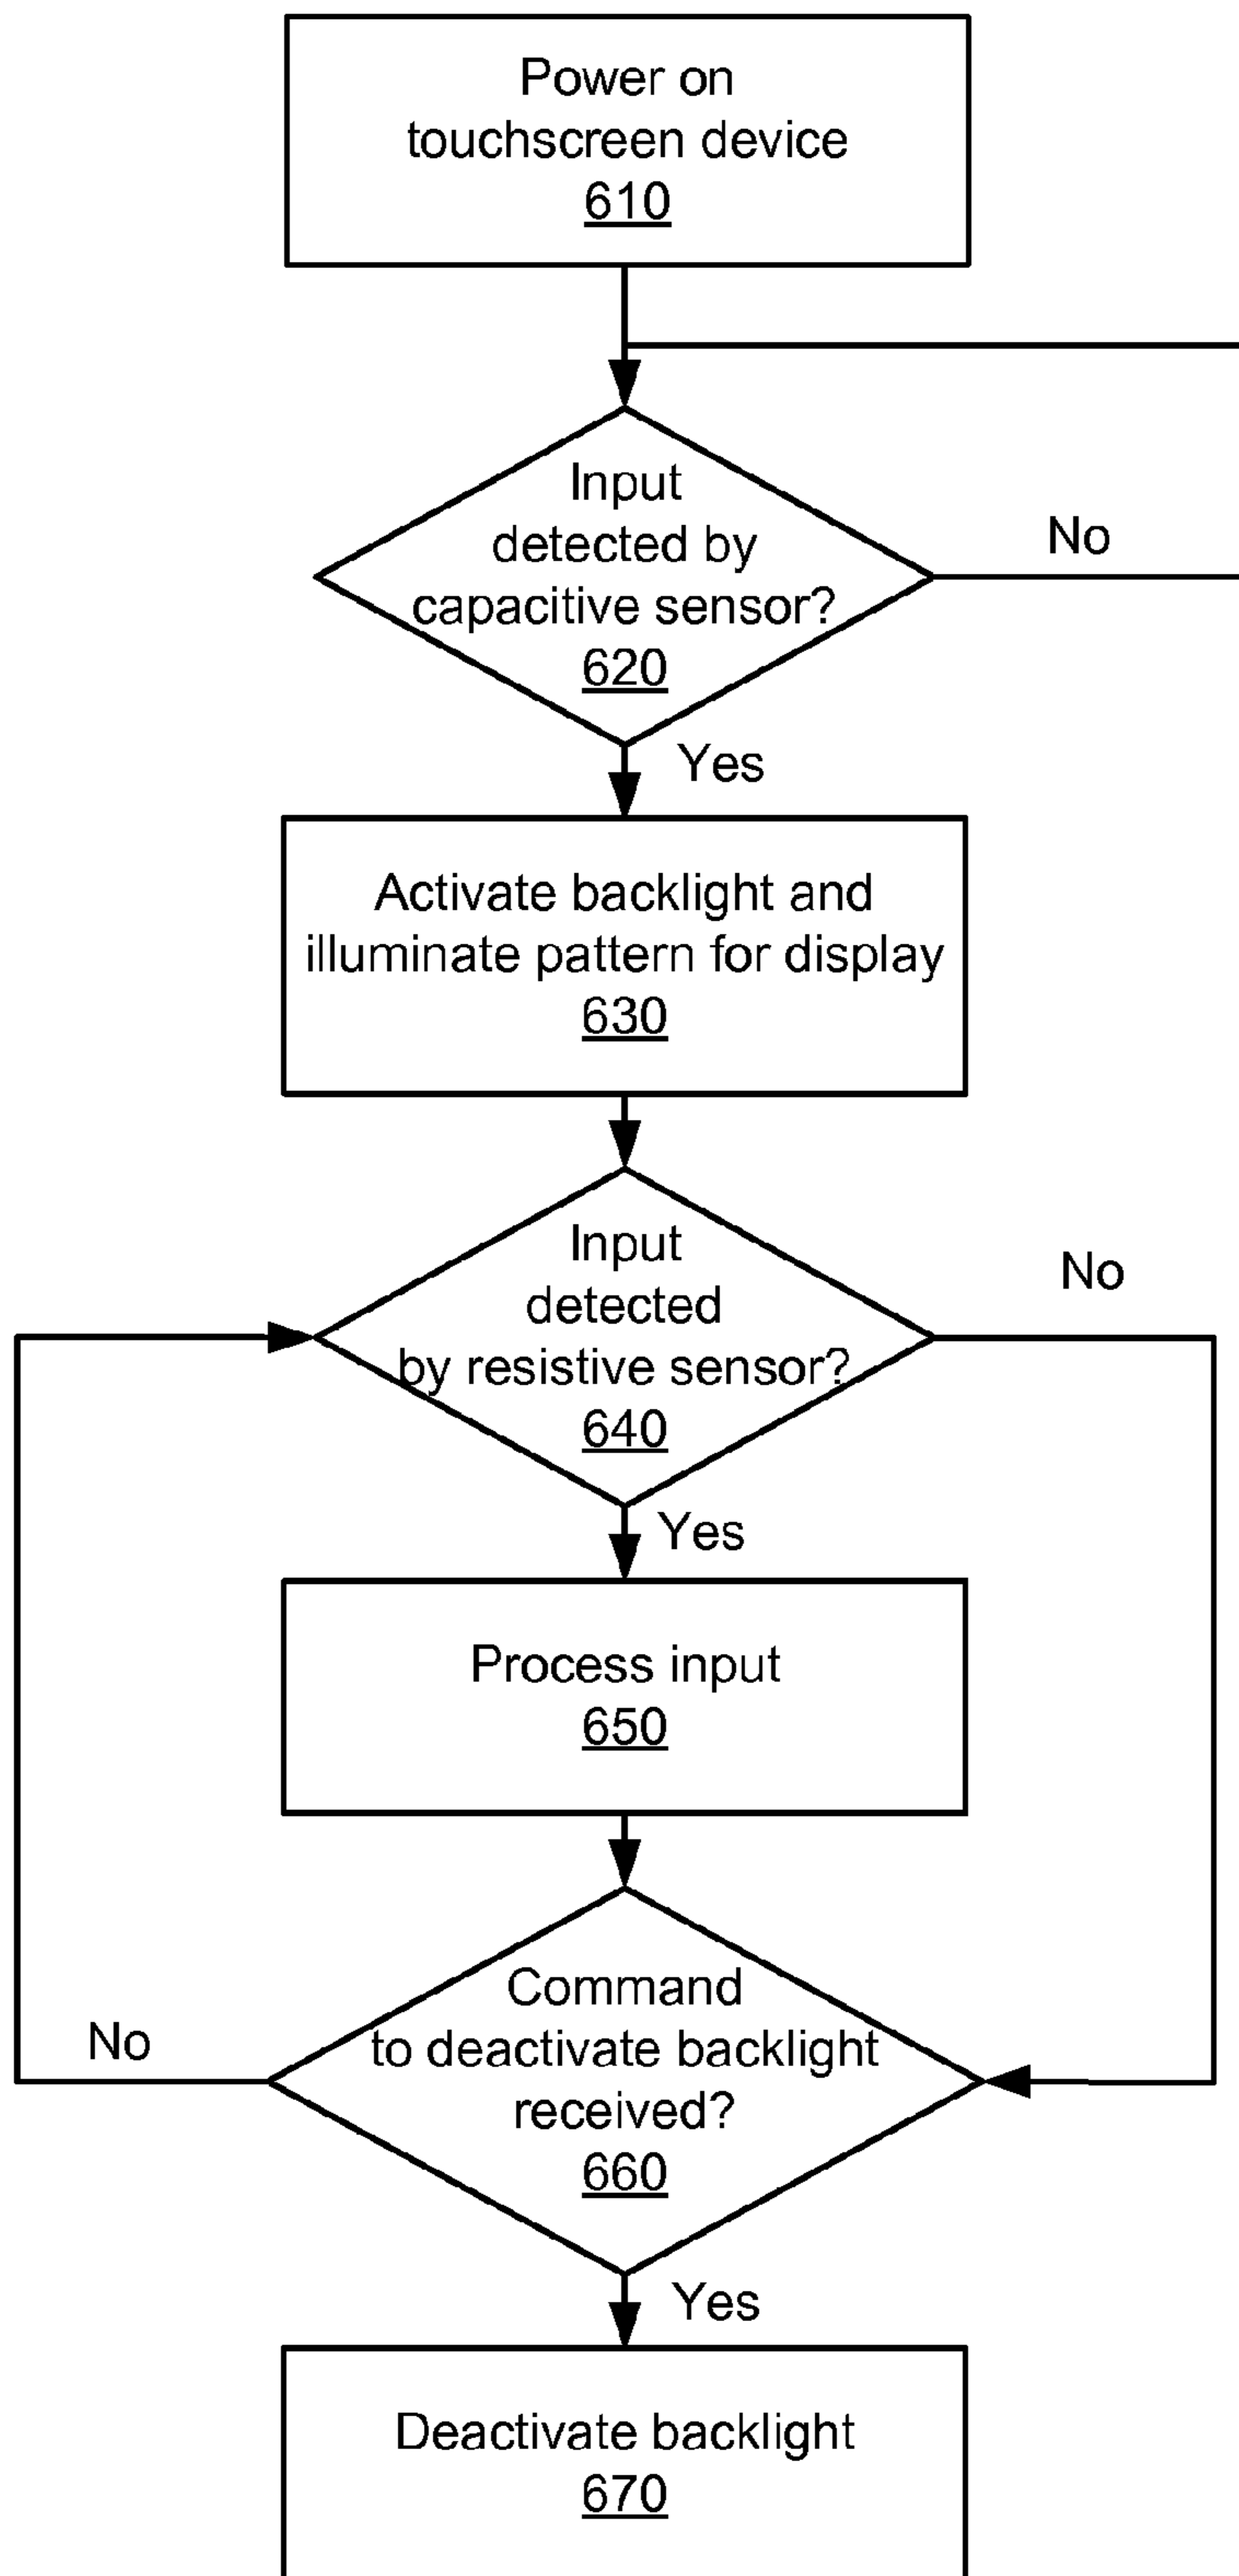 Power on
touchscreen device
610
Input
detected by
capacitive sensor?
620
No
Yes
Activate backlight and
illuminate pattern for display
630
Input
detected
by resistive sensor?
640
No
Yes
Process input
650
Command
to deactivate backlight
received?
660
No
Yes
Deactivate backlight
670